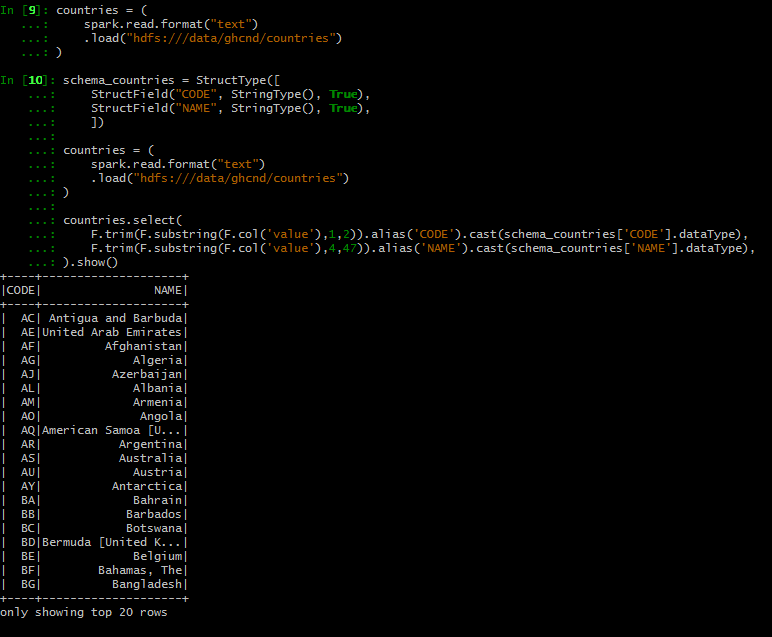 In [9]: countries = (
   ...:     spark.read.format("text")
   ...:     .load("hdfs:///data/ghcnd/countries")
   ...: )

In [10]: schema_countries = StructType([
    ...:     StructField("CODE", StringType(), True),
    ...:     StructField("NAME", StringType(), True),
    ...:     ])
    ...:
    ...: countries = (
    ...:     spark.read.format("text")
    ...:     .load("hdfs:///data/ghcnd/countries")
    ...: )
    ...:
    ...: countries.select(
    ...:     F.trim(F.substring(F.col('value'),1,2)).alias('CODE').cast(schema_countries['CODE'].dataType),
    ...:     F.trim(F.substring(F.col('value'),4,47)).alias('NAME').cast(schema_countries['NAME'].dataType),
    ...: ).show()
+----+--------------------+
|CODE|                NAME|
+----+--------------------+
|  AC| Antigua and Barbuda|
|  AE|United Arab Emirates|
|  AF|         Afghanistan|
|  AG|             Algeria|
|  AJ|          Azerbaijan|
|  AL|             Albania|
|  AM|             Armenia|
|  AO|              Angola|
|  AQ|American Samoa [U...|
|  AR|           Argentina|
|  AS|           Australia|
|  AU|             Austria|
|  AY|          Antarctica|
|  BA|             Bahrain|
|  BB|            Barbados|
|  BC|            Botswana|
|  BD|Bermuda [United K...|
|  BE|             Belgium|
|  BF|        Bahamas, The|
|  BG|          Bangladesh|
+----+--------------------+
only showing top 20 rows